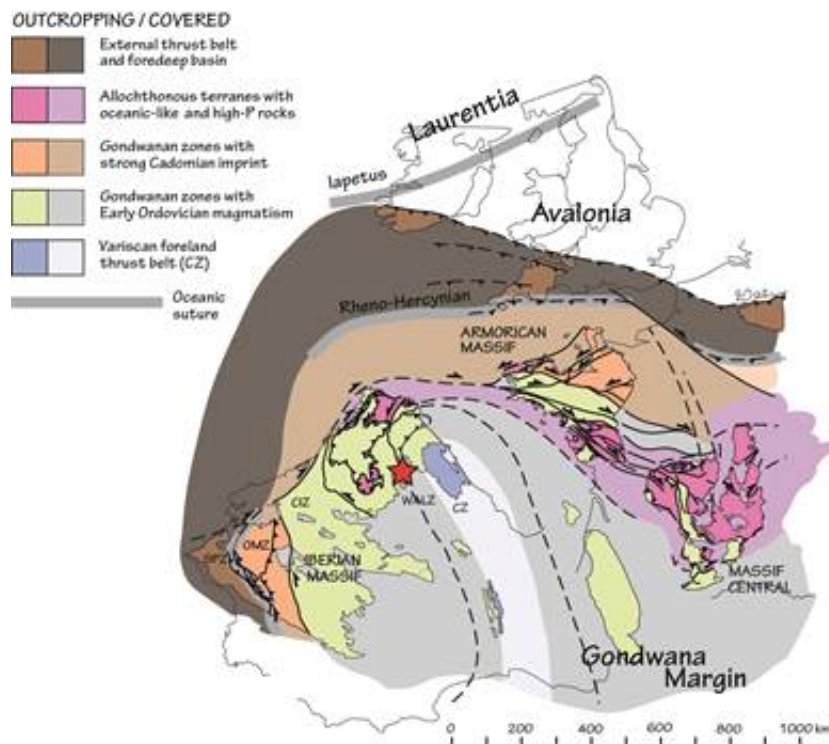 OUTCROPPING / COVERED
External thrust belt
and foredeep basin
Allochthonous terranes with
oceanic-like and high-P rocks
Gondwanan zones with
strong Cadomian imprint
Gondwanan zones with
Early Ordovician magmatism
Variscan foreland
thrust belt (CZ)
Oceanic
suture
Laurentia
Iapetus
Avalonia
Rheno-Hercynian
ARMORICAN
MASSIF
CIZ
WALZ
CZ
OMZ
SPZ
IBERIAN
MASSIF
MASSIF
CENTRAL
Gondwana
Margin
0 200 400 600 800 1000 km